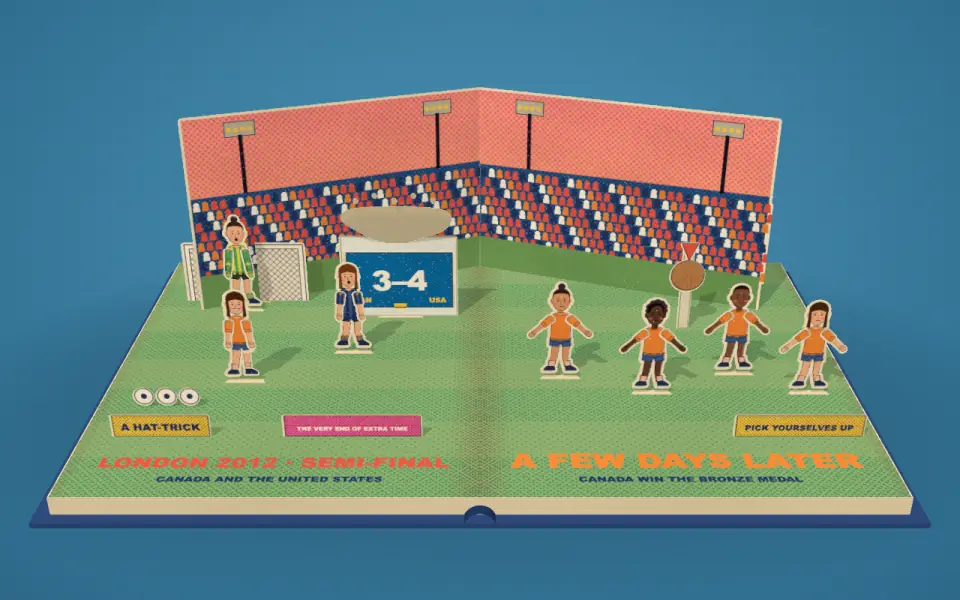 3–4
USA
A HAT-TRICK
THE VERY END OF EXTRA TIME
PICK YOURSELVES UP
LONDON 2012 · SEMI-FINAL
CANADA AND THE UNITED STATES
A FEW DAYS LATER
CANADA WIN THE BRONZE MEDAL